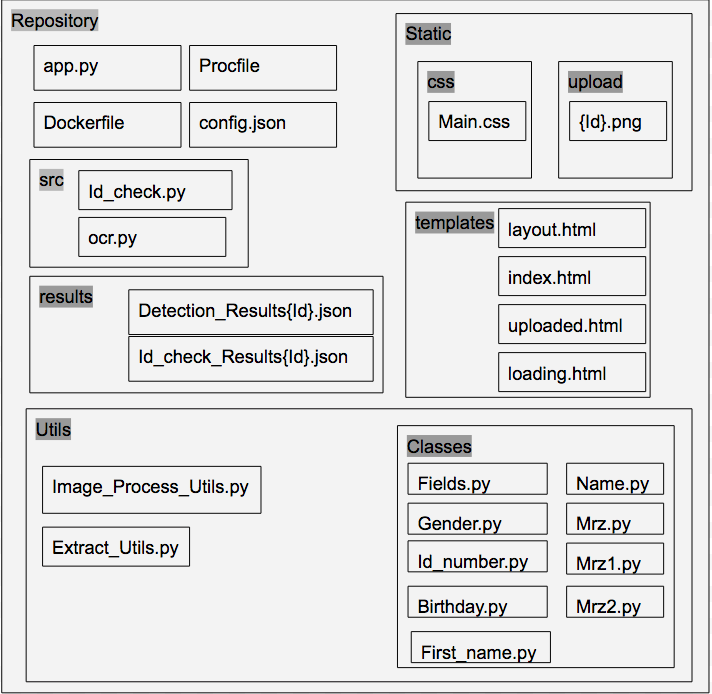 Repository
app.py
Procfile
Dockerfile
config.json
src
Id_check.py
ocr.py
results
Detection_Results{Id}.json
Id_check_Results{Id}.json
Static
css
Main.css
upload
{Id}.png
templates
layout.html
index.html
uploaded.html
loading.html
Utils
Image_Process_Utils.py
Extract_Utils.py
Classes
Fields.py
Name.py
Gender.py
Mrz.py
Id_number.py
Mrz1.py
Birthday.py
Mrz2.py
First_name.py